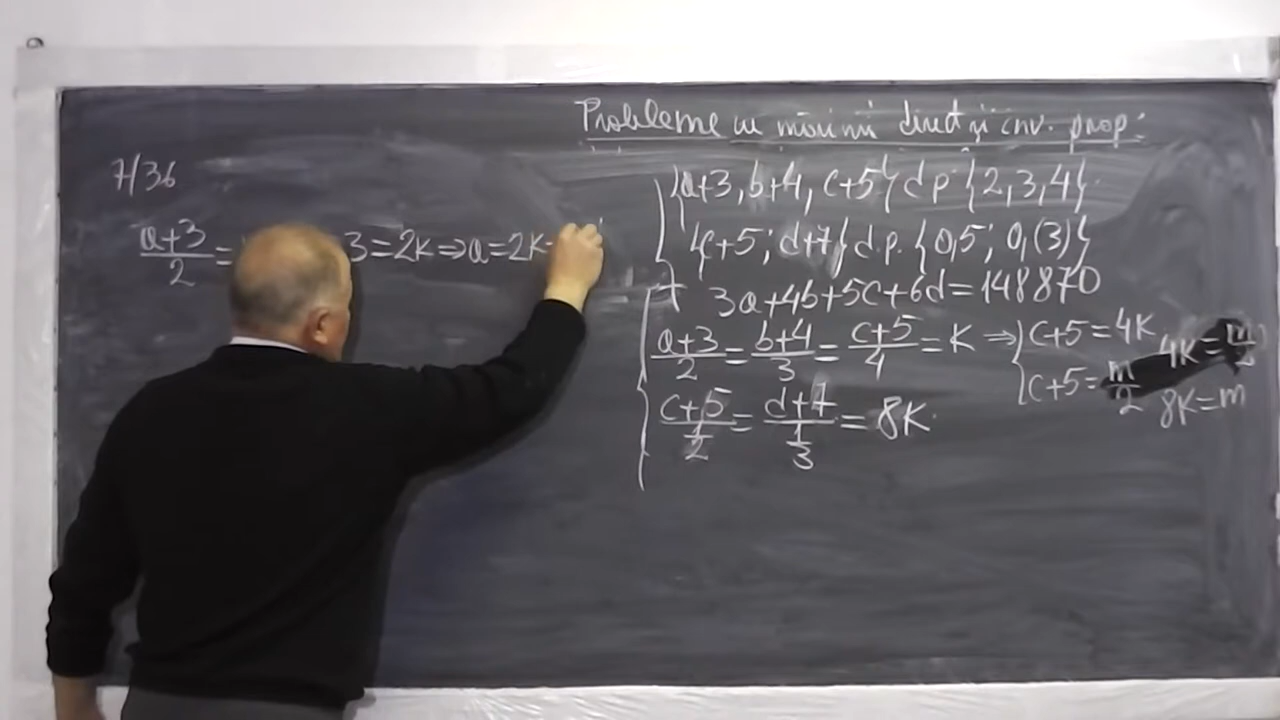 Probleme cu mărimi direct și inv. prop:
7/36
a+3/2 = 3=2K⇒a=2K-
{a+3, b+4, c+5} d p {2,3,4}
{c+5; d+7} d.p. {0,5; 0,(3)}
3a+4b+5c+6d=148870
a+3/2 = b+4/3 = c+5/4 = K ⇒ { c+5=4K
c+5=m/2
4K=m/2
8K=m
c+5/(1/2) = d+7/(1/3) = 8K